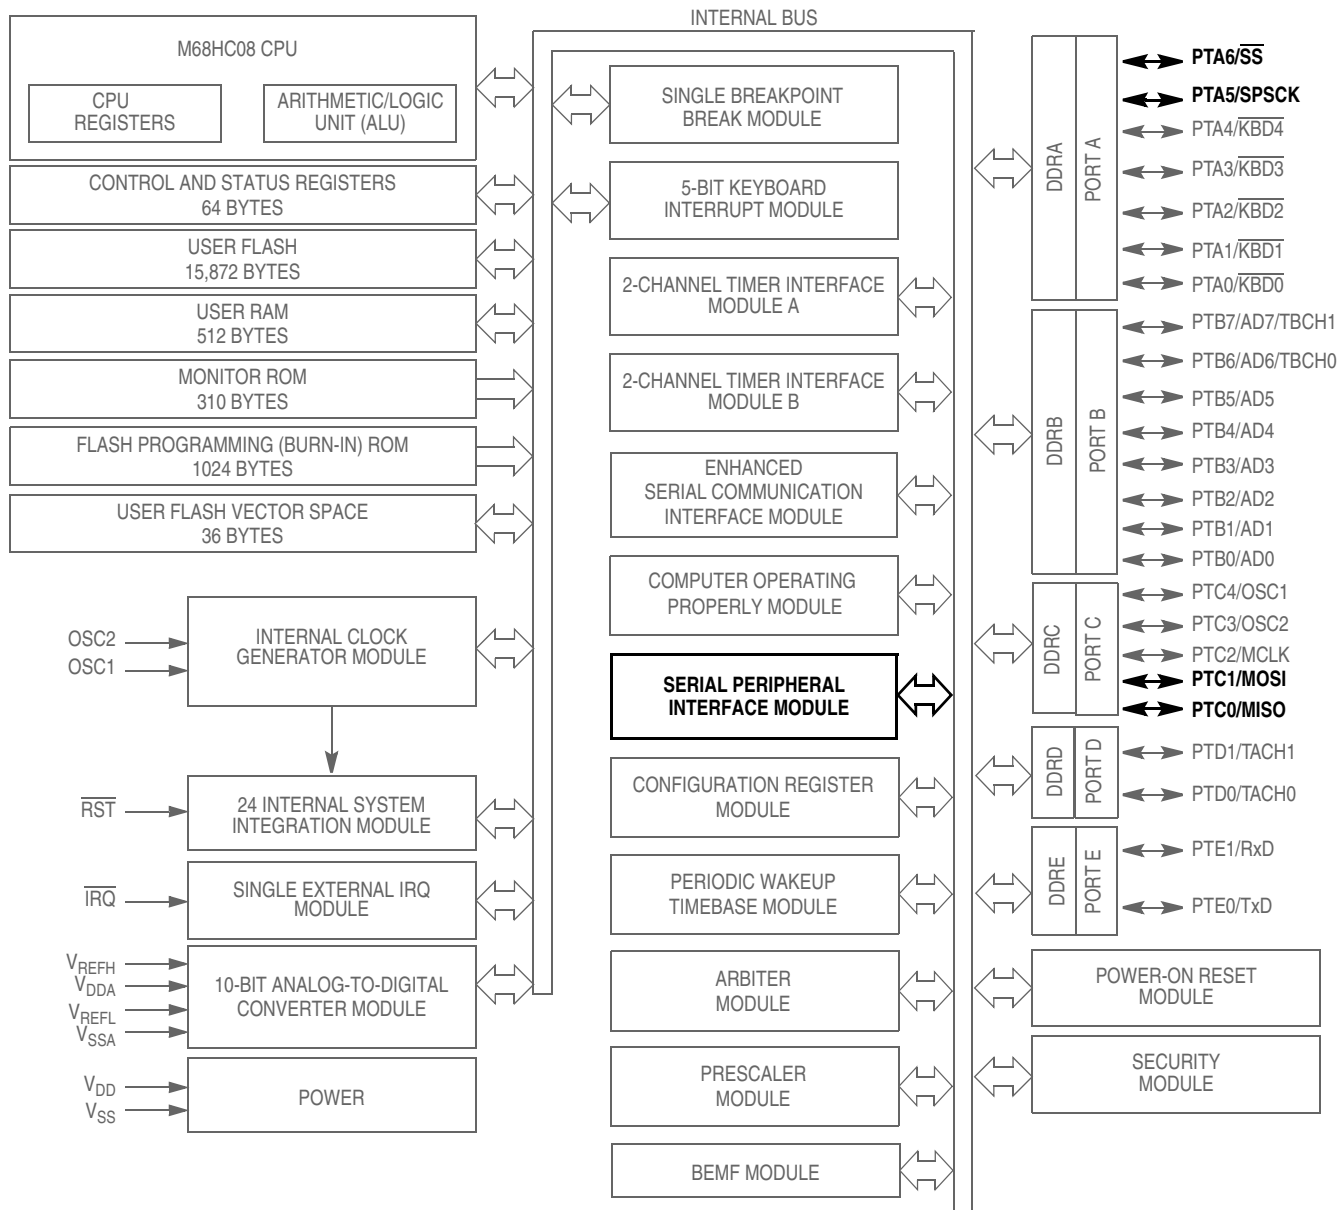 INTERNAL BUS
M68HC08 CPU
CPU
REGISTERS
ARITHMETIC/LOGIC
UNIT (ALU)
CONTROL AND STATUS REGISTERS
64 BYTES
USER FLASH
15,872 BYTES
USER RAM
512 BYTES
MONITOR ROM
310 BYTES
FLASH PROGRAMMING (BURN-IN) ROM
1024 BYTES
USER FLASH VECTOR SPACE
36 BYTES
OSC2
OSC1
INTERNAL CLOCK
GENERATOR MODULE
RST
24 INTERNAL SYSTEM
INTEGRATION MODULE
IRQ
SINGLE EXTERNAL IRQ
MODULE
VREFH
VDDA
VREFL
VSSA
10-BIT ANALOG-TO-DIGITAL
CONVERTER MODULE
VDD
VSS
POWER
SINGLE BREAKPOINT
BREAK MODULE
5-BIT KEYBOARD
INTERRUPT MODULE
2-CHANNEL TIMER INTERFACE
MODULE A
2-CHANNEL TIMER INTERFACE
MODULE B
ENHANCED
SERIAL COMMUNICATION
INTERFACE MODULE
COMPUTER OPERATING
PROPERLY MODULE
SERIAL PERIPHERAL
INTERFACE MODULE
CONFIGURATION REGISTER
MODULE
PERIODIC WAKEUP
TIMEBASE MODULE
ARBITER
MODULE
PRESCALER
MODULE
BEMF MODULE
DDRA
PORT A
PTA6/SS
PTA5/SPSCK
PTA4/KBD4
PTA3/KBD3
PTA2/KBD2
PTA1/KBD1
PTA0/KBD0
DDRB
PORT B
PTB7/AD7/TBCH1
PTB6/AD6/TBCH0
PTB5/AD5
PTB4/AD4
PTB3/AD3
PTB2/AD2
PTB1/AD1
PTB0/AD0
DDRC
PORT C
PTC4/OSC1
PTC3/OSC2
PTC2/MCLK
PTC1/MOSI
PTC0/MISO
DDRD
PORT D
PTD1/TACH1
PTD0/TACH0
DDRE
PORT E
PTE1/RxD
PTE0/TxD
POWER-ON RESET
MODULE
SECURITY
MODULE